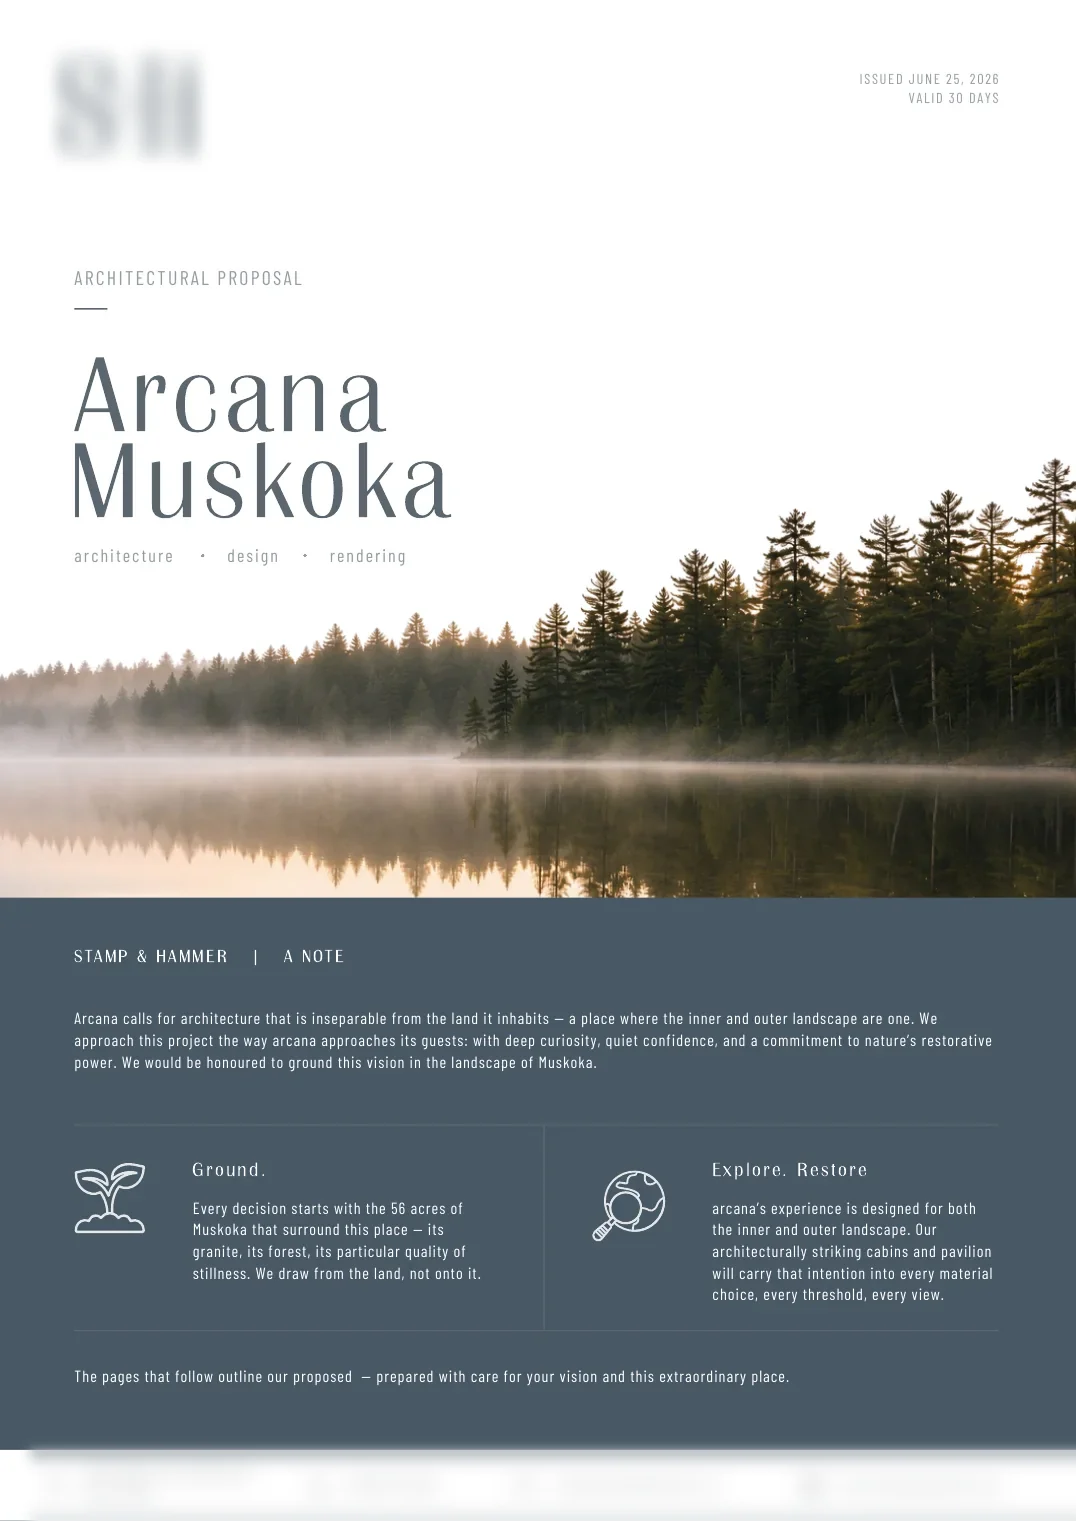 ISSUED JUNE 25, 2026
VALID 30 DAYS
ARCHITECTURAL PROPOSAL
Arcana
Muskoka
architecture • design • rendering
STAMP & HAMMER | A NOTE
Arcana calls for architecture that is inseparable from the land it inhabits — a place where the inner and outer landscape are one. We
approach this project the way arcana approaches its guests: with deep curiosity, quiet confidence, and a commitment to nature's restorative
power. We would be honoured to ground this vision in the landscape of Muskoka.
Ground.
Every decision starts with the 56 acres of
Muskoka that surround this place — its
granite, its forest, its particular quality of
stillness. We draw from the land, not onto it.
Explore. Restore
arcana's experience is designed for both
the inner and outer landscape. Our
architecturally striking cabins and pavilion
will carry that intention into every material
choice, every threshold, every view.
The pages that follow outline our proposed — prepared with care for your vision and this extraordinary place.